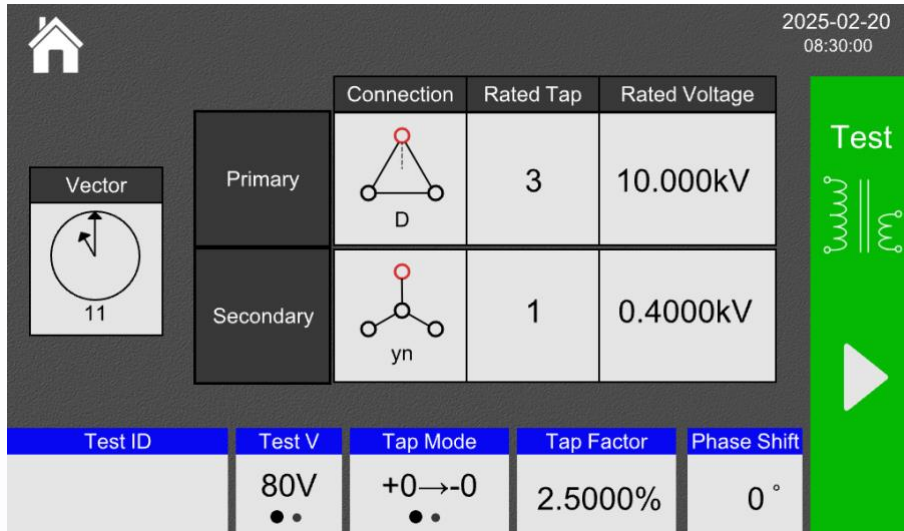 2025-02-20
08:30:00
Connection Rated Tap Rated Voltage
Test
Vector
11
Primary
D
3
10.000kV
Secondary
yn
1
0.4000kV
Test ID
Test V
80V
Tap Mode
+0→-0
Tap Factor
2.5000%
Phase Shift
0 °